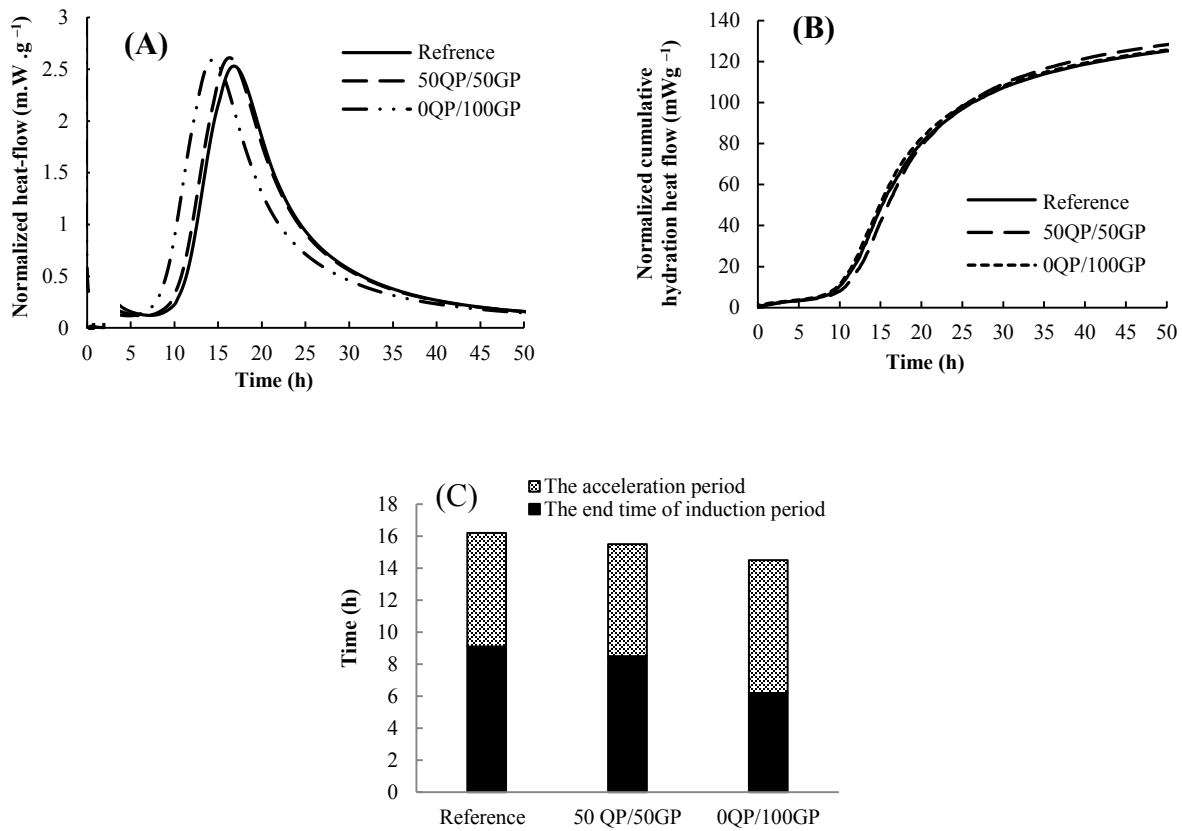 (A)
Normalized heat-flow (m.W .g⁻¹)
3
2.5
2
1.5
1
0.5
0
Refrence
50QP/50GP
0QP/100GP
0 5 10 15 20 25 30 35 40 45 50
Time (h)
(B)
Normalized cumulative
hydration heat flow (mWg⁻¹)
140
120
100
80
60
40
20
0
Reference
50QP/50GP
0QP/100GP
0 5 10 15 20 25 30 35 40 45 50
Time (h)
(C)
The acceleration period
The end time of induction period
Time (h)
18
16
14
12
10
8
6
4
2
0
Reference 50 QP/50GP 0QP/100GP